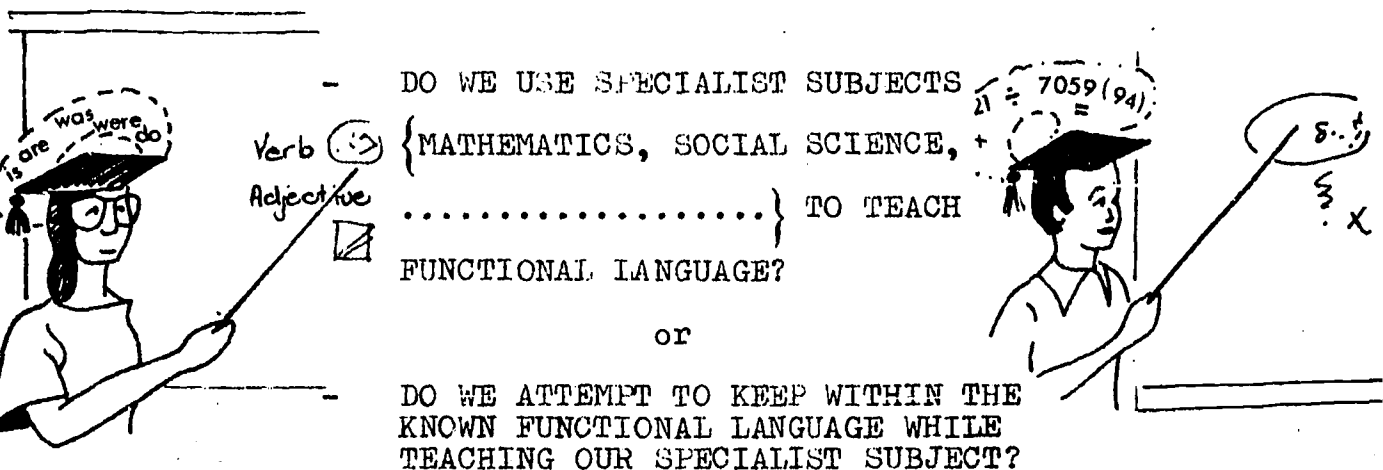 - DO WE USE SPECIALIST SUBJECTS
{MATHEMATICS, SOCIAL SCIENCE,
...................} TO TEACH
FUNCTIONAL LANGUAGE?
or
- DO WE ATTEMPT TO KEEP WITHIN THE
KNOWN FUNCTIONAL LANGUAGE WHILE
TEACHING OUR SPECIALIST SUBJECT?
is are was were do
Verb
Adjective
21 ÷ 7059 (94)
=
+
x